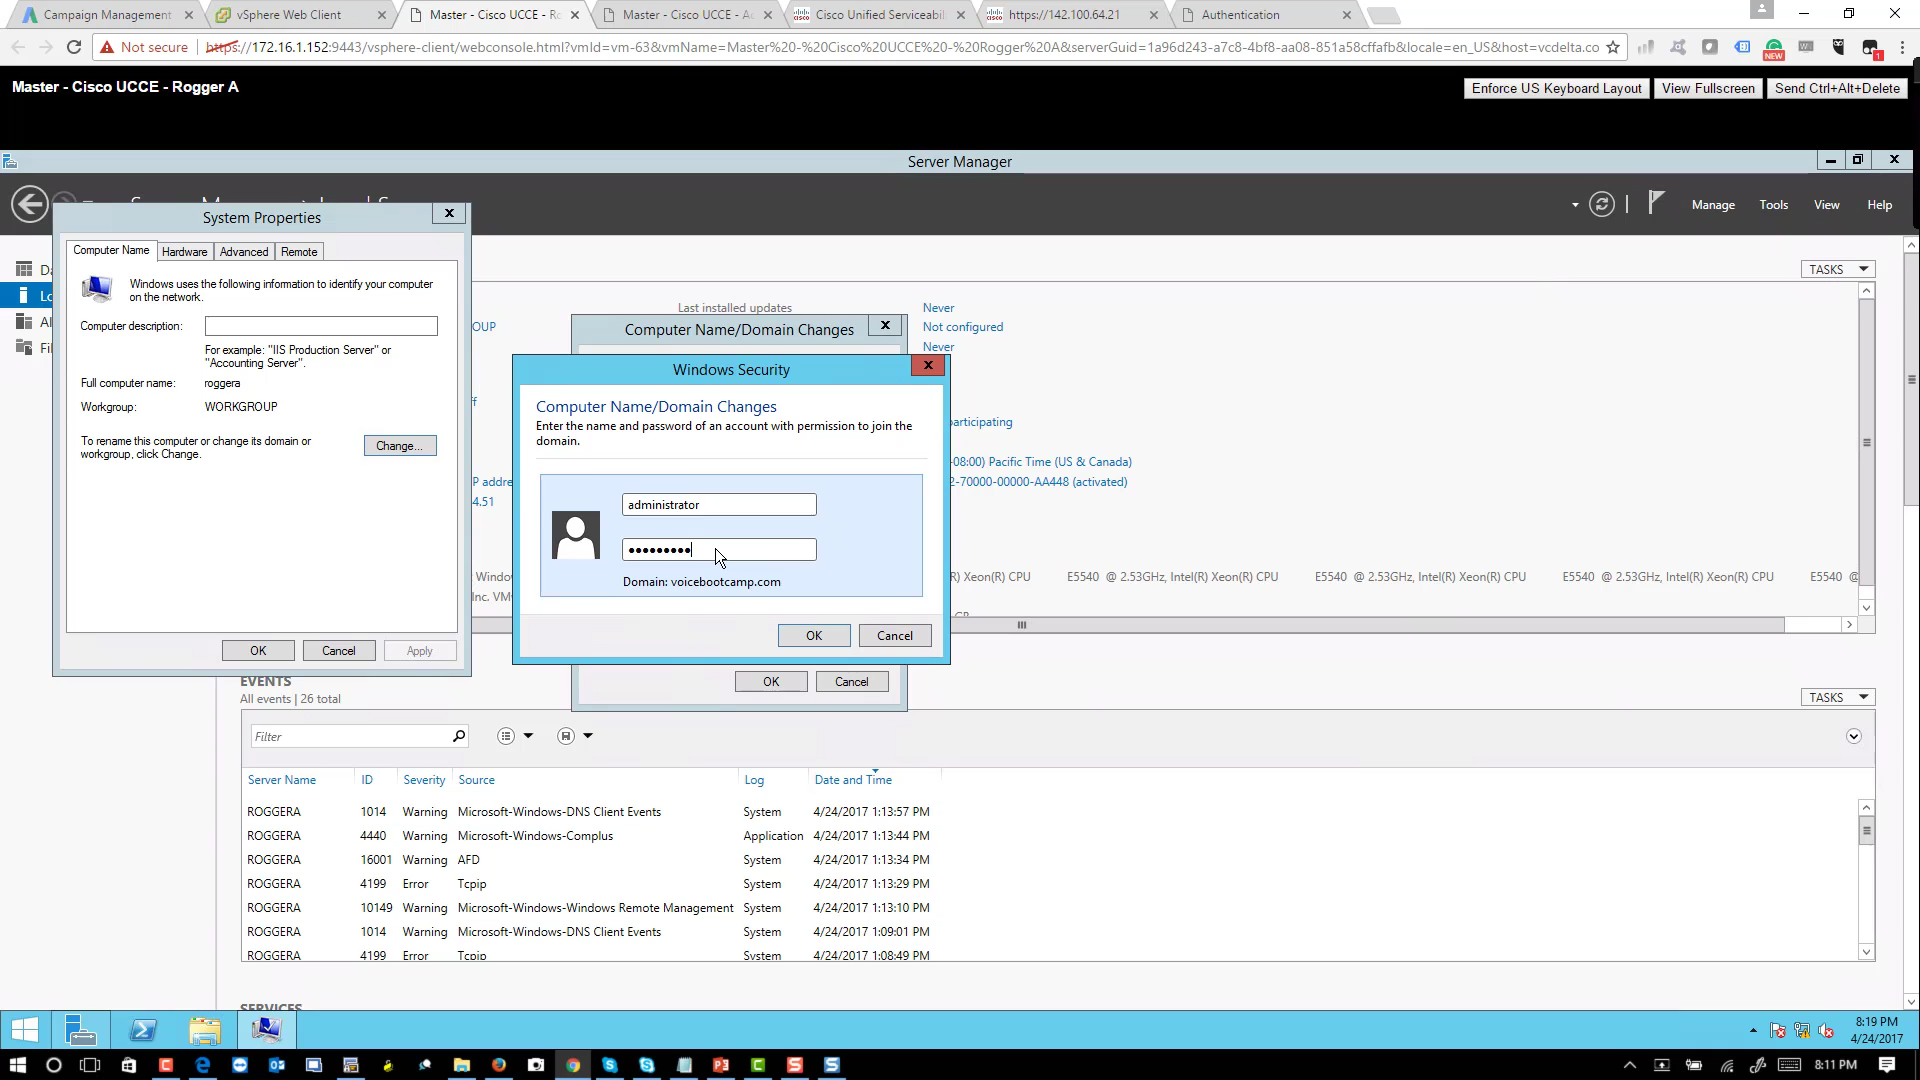 Campaign Management
vSphere Web Client
Master - Cisco UCCE - Ro
Master - Cisco UCCE - A
Cisco Unified Serviceabil
https://142.100.64.21
Authentication
Not secure
https://172.16.1.152:9443/vsphere-client/webconsole.html?vmId=vm-63&vmName=Master%20-%20Cisco%20UCCE%20-%20Rogger%20A&serverGuid=1a96d243-a7c8-4bf8-aa08-851a58cffafb&locale=en_US&host=vcdelta.co
NEW
1
Master - Cisco UCCE - Rogger A
Enforce US Keyboard Layout
View Fullscreen
Send Ctrl+Alt+Delete
Server Manager
Manage
Tools
View
Help
System Properties
Computer Name
Hardware
Advanced
Remote
Windows uses the following information to identify your computer
on the network.
Computer description:
For example: "IIS Production Server" or
"Accounting Server".
Full computer name:
roggera
Workgroup:
WORKGROUP
To rename this computer or change its domain or
workgroup, click Change.
Change...
OK
Cancel
Apply
TASKS
Last installed updates
Never
OUP
Not configured
Never
articipating
P addre
-08:00) Pacific Time (US & Canada)
2-70000-00000-AA448 (activated)
4.51
Windo
R) Xeon(R) CPU
E5540 @ 2.53GHz, Intel(R) Xeon(R) CPU
E5540 @ 2.53GHz, Intel(R) Xeon(R) CPU
E5540 @ 2.53GHz, Intel(R) Xeon(R) CPU
E5540 @
Inc. VM
Computer Name/Domain Changes
Windows Security
Computer Name/Domain Changes
Enter the name and password of an account with permission to join the
domain.
administrator
●●●●●●●●●
Domain: voicebootcamp.com
OK
Cancel
OK
Cancel
EVENTS
All events | 26 total
TASKS
Filter
Server Name ID Severity Source Log Date and Time
ROGGERA 1014 Warning Microsoft-Windows-DNS Client Events System 4/24/2017 1:13:57 PM
ROGGERA 4440 Warning Microsoft-Windows-Complus Application 4/24/2017 1:13:44 PM
ROGGERA 16001 Warning AFD System 4/24/2017 1:13:34 PM
ROGGERA 4199 Error Tcpip System 4/24/2017 1:13:29 PM
ROGGERA 10149 Warning Microsoft-Windows-Windows Remote Management System 4/24/2017 1:13:10 PM
ROGGERA 1014 Warning Microsoft-Windows-DNS Client Events System 4/24/2017 1:09:01 PM
ROGGERA 4199 Error Tcpip System 4/24/2017 1:08:49 PM
SERVICES
8:19 PM
4/24/2017
8:11 PM